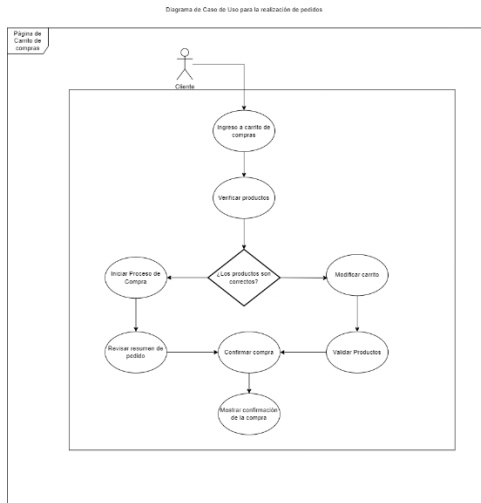 Diagrama de Caso de Uso para la realización de pedidos
Página de
Carrito de
compras
Cliente
Ingreso a carrito de
compras
Verificar productos
¿Los productos son
correctos?
Iniciar Proceso de
Compra
Modificar carrito
Revisar resumen de
pedido
Confirmar compra
Validar Productos
Mostrar confirmación
de la compra